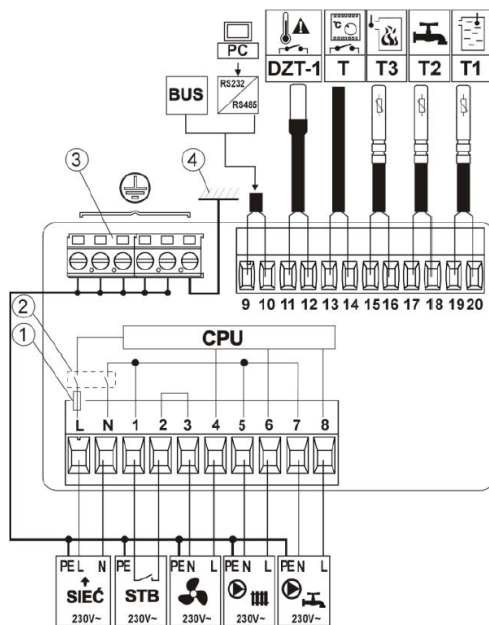 PC
RS232
RS485
BUS
°C
DZT-1 T T3 T2 T1
3
4
9 10 11 12 13 14 15 16 17 18 19 20
2
1
CPU
L N 1 2 3 4 5 6 7 8
PE L N PE PE N L PE N L PE N L
SIEĆ STB
230V~ 230V~ 230V~ 230V~ 230V~